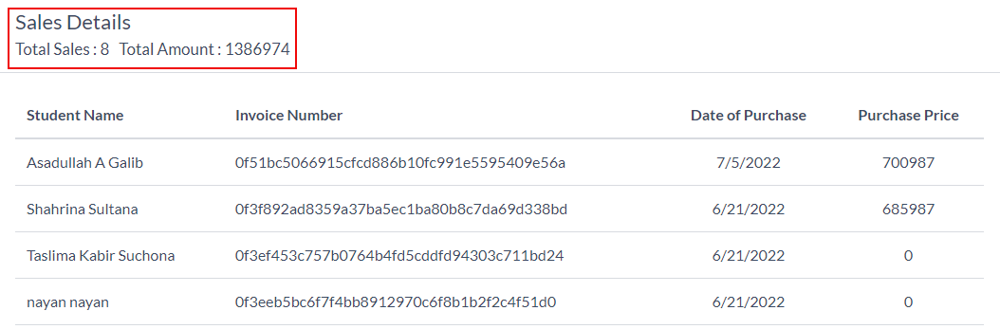 Sales Details
Total Sales : 8 Total Amount : 1386974
Student Name Invoice Number Date of Purchase Purchase Price
Asadullah A Galib 0f51bc5066915cfcd886b10fc991e5595409e56a 7/5/2022 700987
Shahrina Sultana 0f3f892ad8359a37ba5ec1ba80b8c7da69d338bd 6/21/2022 685987
Taslima Kabir Suchona 0f3ef453c757b0764b4fd5cddfd94303c711bd24 6/21/2022 0
nayan nayan 0f3eeb5bc6f7f4bb8912970c6f8b1b2f2c4f51d0 6/21/2022 0